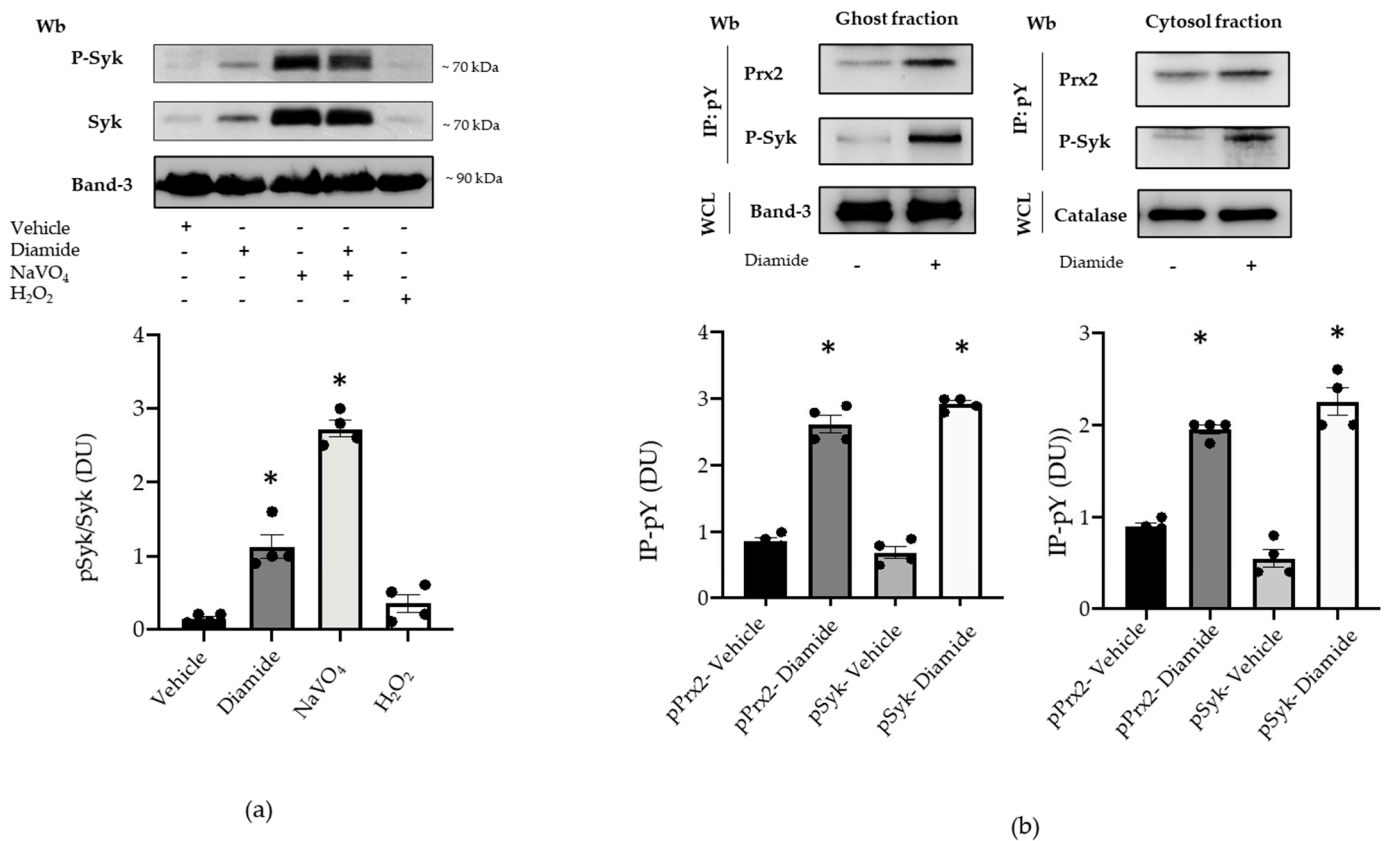 Wb
P-Syk
~ 70 kDa
Syk
~ 70 kDa
Band-3
~ 90 kDa
Vehicle + - - - -
Diamide - + - + -
NaVO4 - - + + -
H2O2 - - - - +
pSyk/Syk (DU)
4
3
2
1
0
* *
Vehicle
Diamide
NaVO4
H2O2
(a)
Wb
Ghost fraction
IP: pY
Prx2
P-Syk
WCL
Band-3
Diamide - +
IP-pY (DU)
4
3
2
1
0
* *
pPrx2- Vehicle
pPrx2- Diamide
pSyk- Vehicle
pSyk- Diamide
Wb
Cytosol fraction
IP: pY
Prx2
P-Syk
WCL
Catalase
Diamide - +
IP-pY (DU))
3
2
1
0
* *
pPrx2- Vehicle
pPrx2- Diamide
pSyk- Vehicle
pSyk- Diamide
(b)